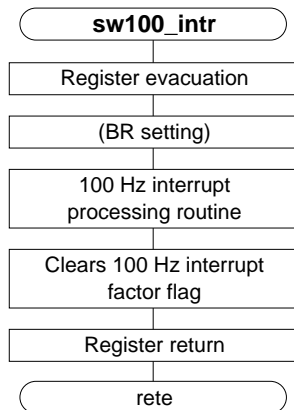 sw100_intr
Register evacuation
(BR setting)
100 Hz interrupt
processing routine
Clears 100 Hz interrupt
factor flag
Register return
rete